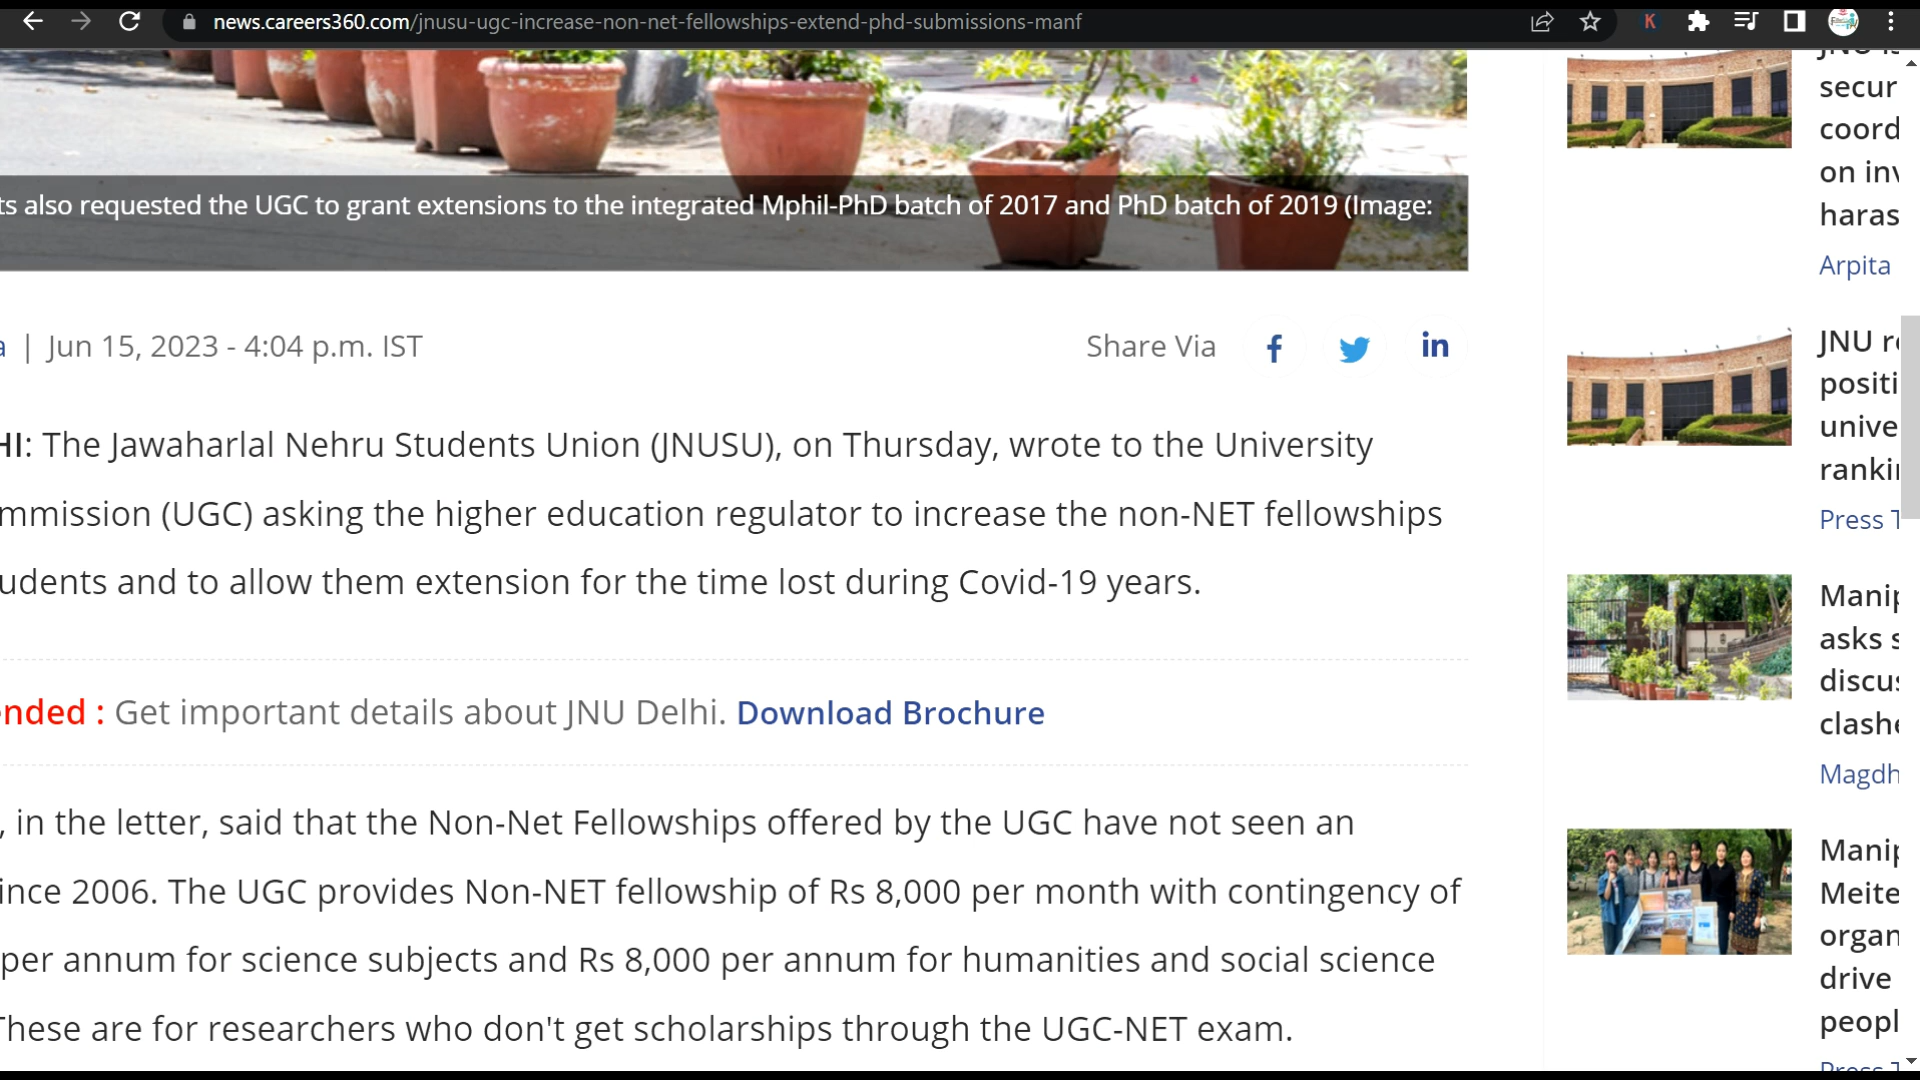 news.careers360.com/jnusu-ugc-increase-non-net-fellowships-extend-phd-submissions-manf
K
ts also requested the UGC to grant extensions to the integrated Mphil-PhD batch of 2017 and PhD batch of 2019 (Image:
a | Jun 15, 2023 - 4:04 p.m. IST
Share Via
HI: The Jawaharlal Nehru Students Union (JNUSU), on Thursday, wrote to the University
mmission (UGC) asking the higher education regulator to increase the non-NET fellowships
udents and to allow them extension for the time lost during Covid-19 years.
nded : Get important details about JNU Delhi. Download Brochure
, in the letter, said that the Non-Net Fellowships offered by the UGC have not seen an
ince 2006. The UGC provides Non-NET fellowship of Rs 8,000 per month with contingency of
per annum for science subjects and Rs 8,000 per annum for humanities and social science
These are for researchers who don't get scholarships through the UGC-NET exam.
secur
coord
on inv
haras
Arpita
JNU r
positi
unive
rankin
Press T
Manip
asks s
discus
clashe
Magdh
Manip
Meite
organ
drive
peopl
Press T